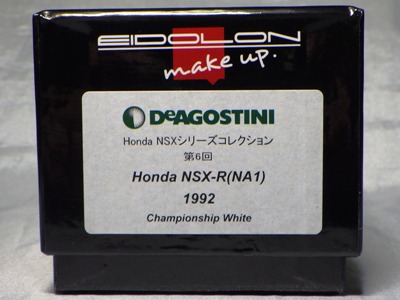 EIDOLON
make up.
DeAGOSTINI
Honda NSXシリーズコレクション
第6回
Honda NSX-R(NA1)
1992
Championship White